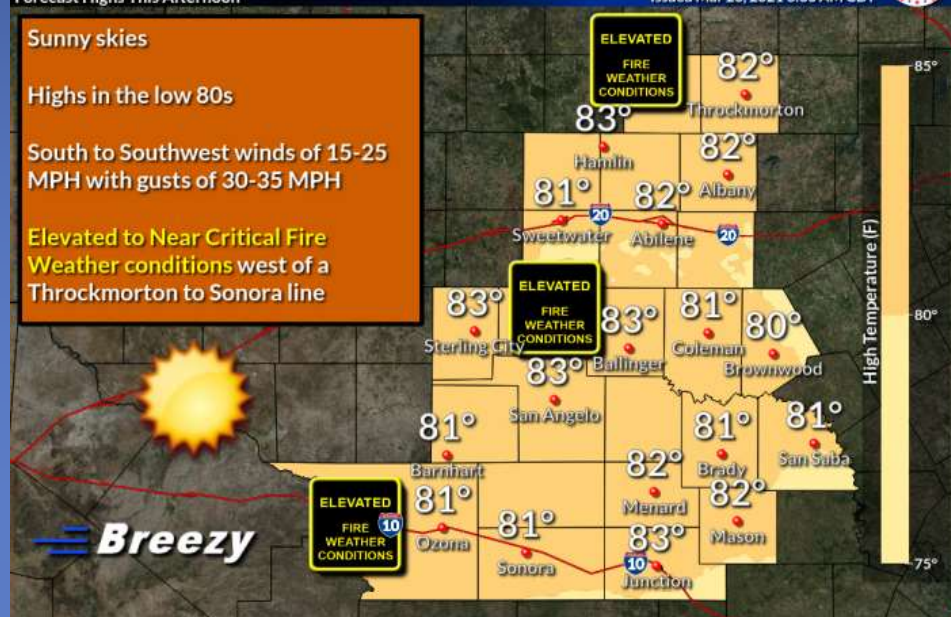 Forecast Highs This Afternoon
Sunny skies
Highs in the low 80s
South to Southwest winds of 15-25
MPH with gusts of 30-35 MPH
Elevated to Near Critical Fire
Weather conditions west of a
Throckmorton to Sonora line
ELEVATED
FIRE
WEATHER
CONDITIONS
82°
Throckmorton
83°
Hamlin
82°
Albany
81°
Sweetwater
20
82°
Abilene
20
ELEVATED
FIRE
WEATHER
CONDITIONS
83°
Sterling City
83°
Ballinger
81°
Coleman
80°
Brownwood
83°
San Angelo
81°
Barnhart
81°
Brady
81°
San Saba
82°
Menard
82°
Mason
ELEVATED
FIRE
WEATHER
CONDITIONS
10
81°
Ozona
81°
Sonora
83°
10
Junction
Breezy
High Temperature (F)
85°
80°
75°